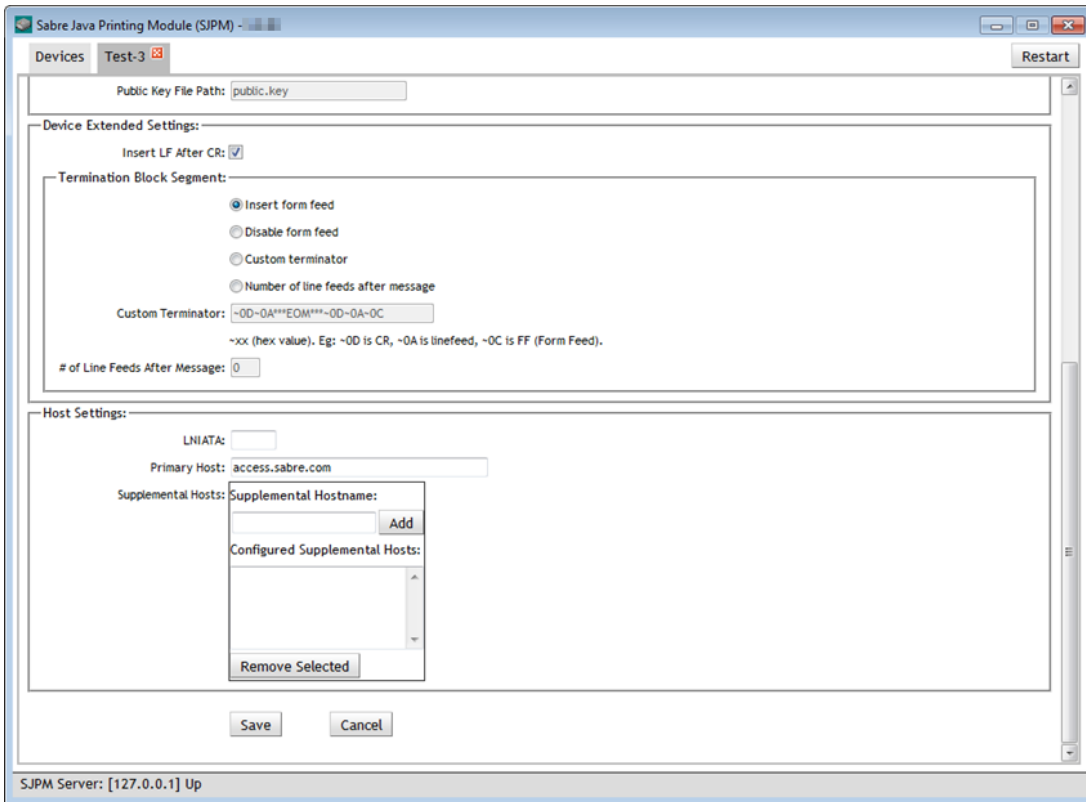 Sabre Java Printing Module (SJPM) -
Devices Test-3 Restart
Public Key File Path: public.key
Device Extended Settings:
Insert LF After CR:
Termination Block Segment:
Insert form feed
Disable form feed
Custom terminator
Number of line feeds after message
Custom Terminator: ~0D~0A***EOM***~0D~0A~0C
~xx (hex value). Eg: ~0D is CR, ~0A is linefeed, ~0C is FF (Form Feed).
# of Line Feeds After Message: 0
Host Settings:
LNIATA:
Primary Host: access.sabre.com
Supplemental Hosts: Supplemental Hostname:
Add
Configured Supplemental Hosts:
Remove Selected
Save Cancel
SJPM Server: [127.0.0.1] Up